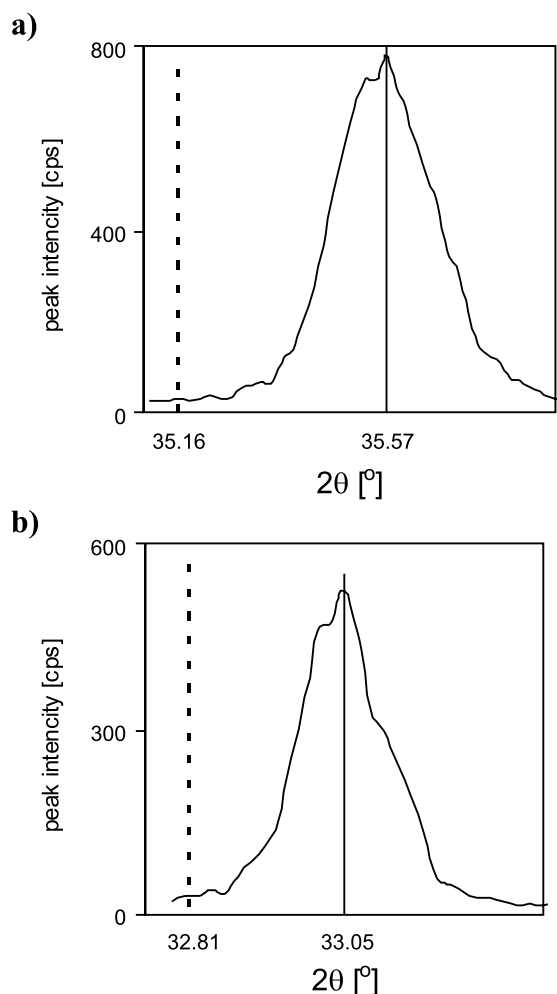 a)
800
400
0
peak intencity [cps]
35.16 35.57
2θ [°]
b)
600
300
0
peak intencity [cps]
32.81 33.05
2θ [°]